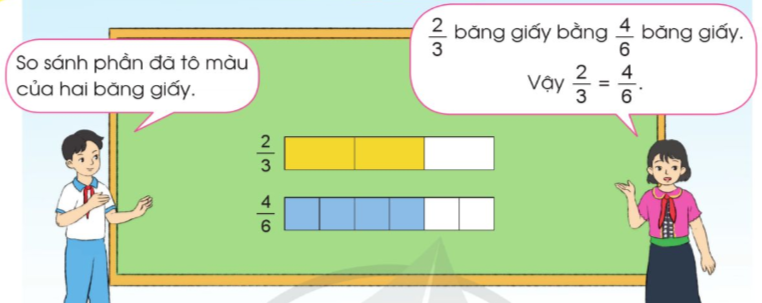 So sánh phần đã tô màu
của hai băng giấy.
2/3 băng giấy bằng 4/6 băng giấy.
Vậy 2/3 = 4/6.
2/3
4/6